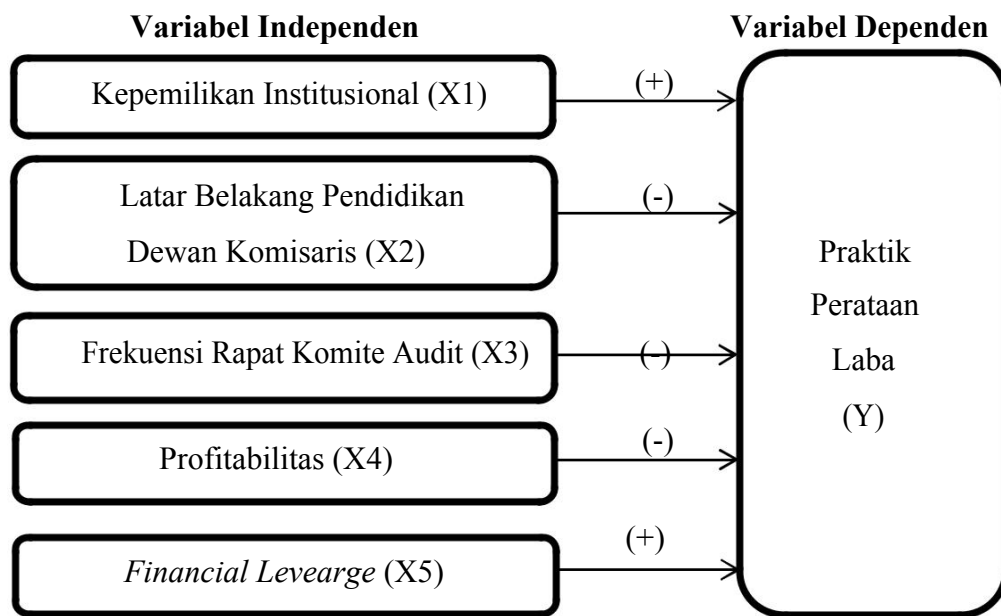 Variabel Independen
Variabel Dependen
Kepemilikan Institusional (X1)
(+)
Latar Belakang Pendidikan
Dewan Komisaris (X2)
(-)
Frekuensi Rapat Komite Audit (X3)
(-)
Profitabilitas (X4)
(-)
Financial Levearge (X5)
(+)
Praktik
Perataan
Laba
(Y)